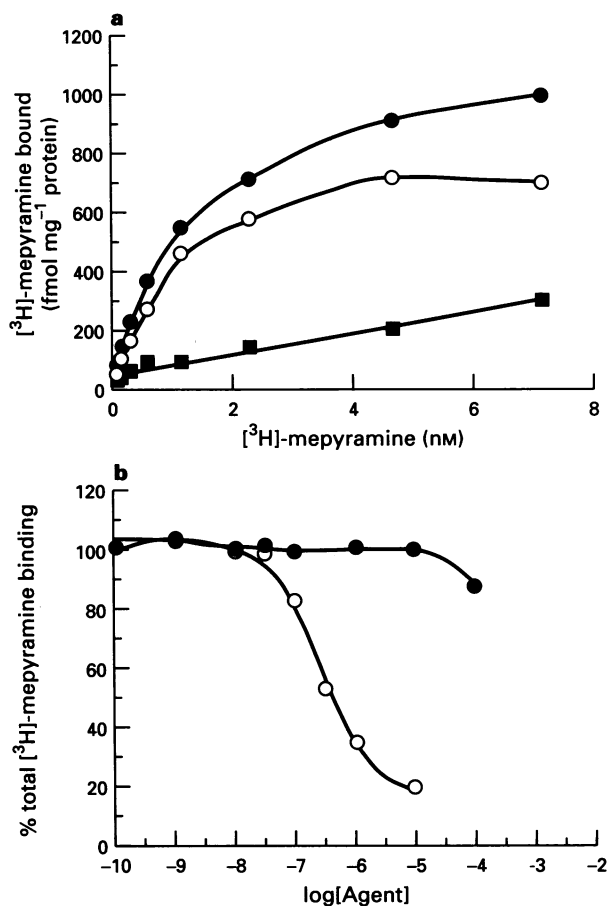 a
1200
1000
800
600
400
200
0
[³H]-mepyramine bound
(fmol mg⁻¹ protein)
0 2 4 6 8
[³H]-mepyramine (nM)
b
120
100
80
60
40
20
0
% total [³H]-mepyramine binding
–10 –9 –8 –7 –6 –5 –4 –3 –2
log[Agent]